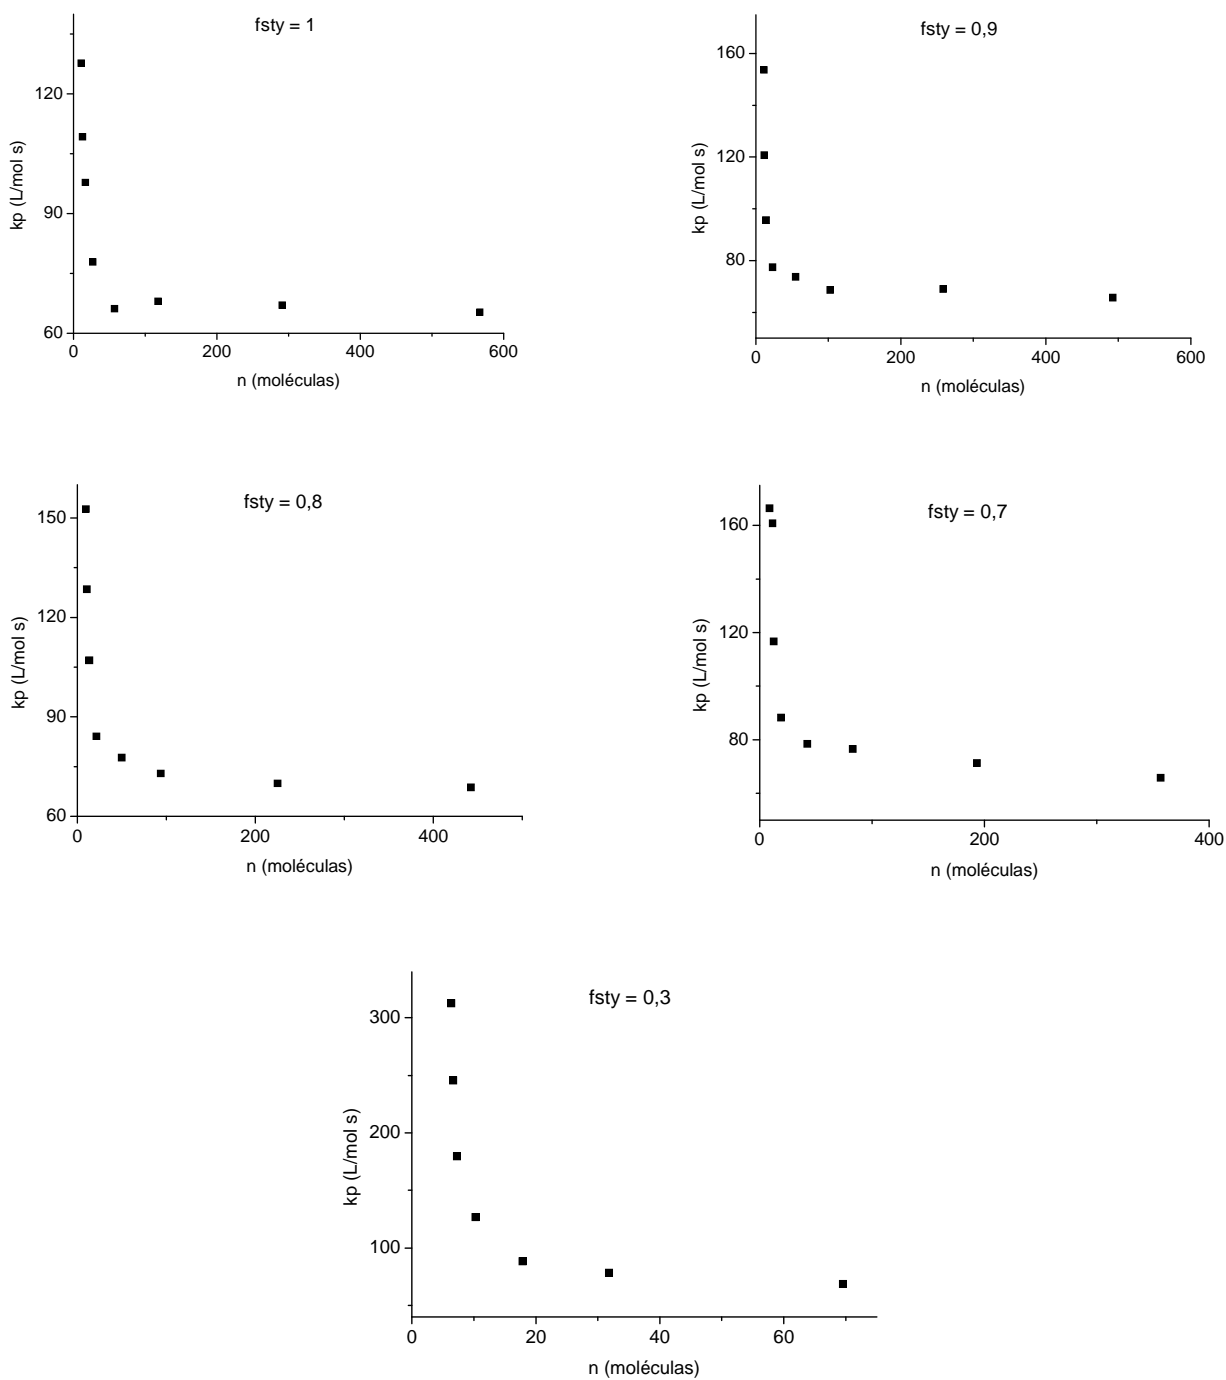 fsty = 1
120
90
60
kp (L/mol s)
0
200
400
600
n (moléculas)
fsty = 0,9
160
120
80
kp (L/mol s)
0
200
400
600
n (moléculas)
fsty = 0,8
150
120
90
60
kp (L/mol s)
0
200
400
n (moléculas)
fsty = 0,7
160
120
80
kp (L/mol s)
0
200
400
n (moléculas)
fsty = 0,3
300
200
100
kp (L/mol s)
0
20
40
60
n (moléculas)